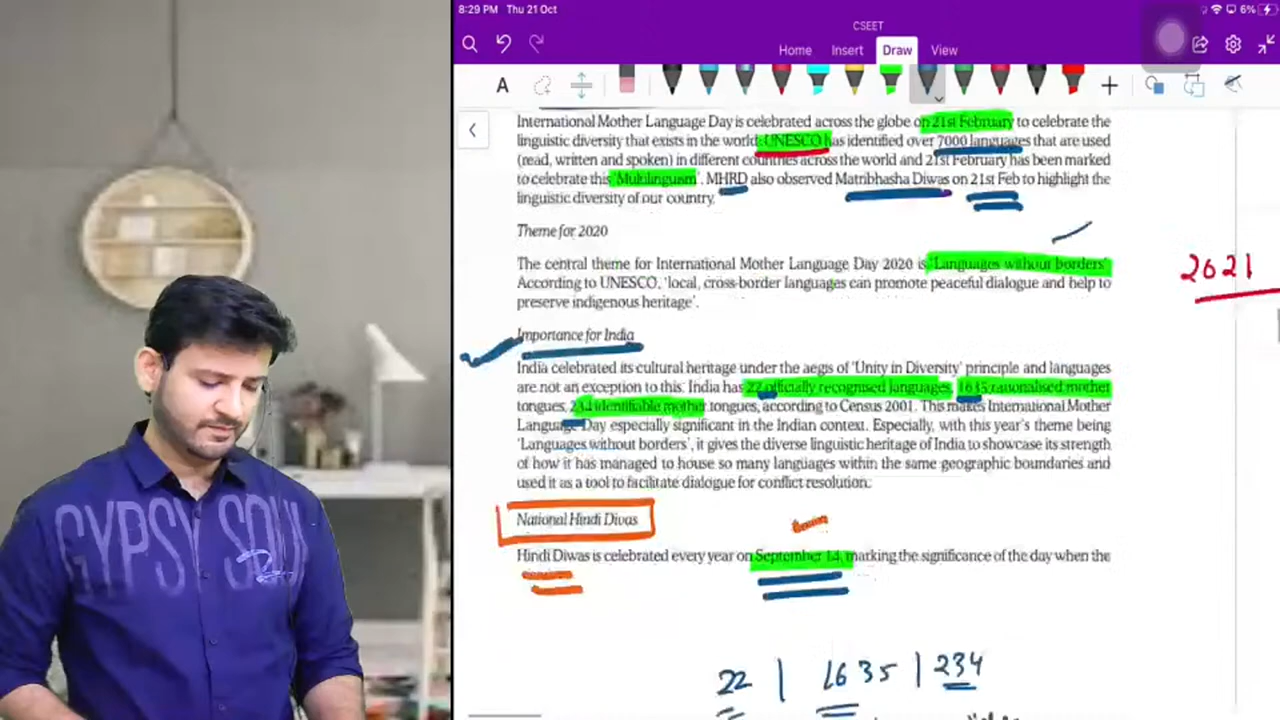 8:29 PM Thu 21 Oct
6%
CSEET
Home Insert Draw View
A
International Mother Language Day is celebrated across the globe on 21st February to celebrate the
linguistic diversity that exists in the world. UNESCO has identified over 7000 languages that are used
(read, written and spoken) in different countries across the world and 21st February has been marked
to celebrate this 'Multilinguism'. MHRD also observed Matribhasha Diwas on 21st Feb to highlight the
linguistic diversity of our country.
Theme for 2020
The central theme for International Mother Language Day 2020 is 'Languages without borders'
2021
According to UNESCO, 'local, cross-border languages can promote peaceful dialogue and help to
preserve indigenous heritage'.
Importance for India
India celebrated its cultural heritage under the aegis of 'Unity in Diversity' principle and languages
are not an exception to this. India has 22 officially recognised languages, 1635 rationalised mother
tongues, 234 identifiable mother tongues, according to Census 2001. This makes International Mother
Language Day especially significant in the Indian context. Especially, with this year's theme being
'Languages without borders', it gives the diverse linguistic heritage of India to showcase its strength
of how it has managed to house so many languages within the same geographic boundaries and
used it as a tool to facilitate dialogue for conflict resolution.
National Hindi Divas
Hindi Diwas is celebrated every year on September 14, marking the significance of the day when the
22 | 1635 | 234
GYPSY SOUL